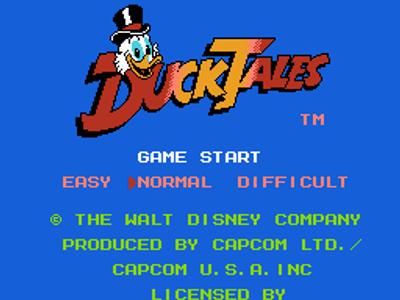 DUCKTALES
TM
GAME START
EASY NORMAL DIFFICULT
© THE WALT DISNEY COMPANY
PRODUCED BY CAPCOM LTD./
CAPCOM U.S.A.INC
LICENSED BY